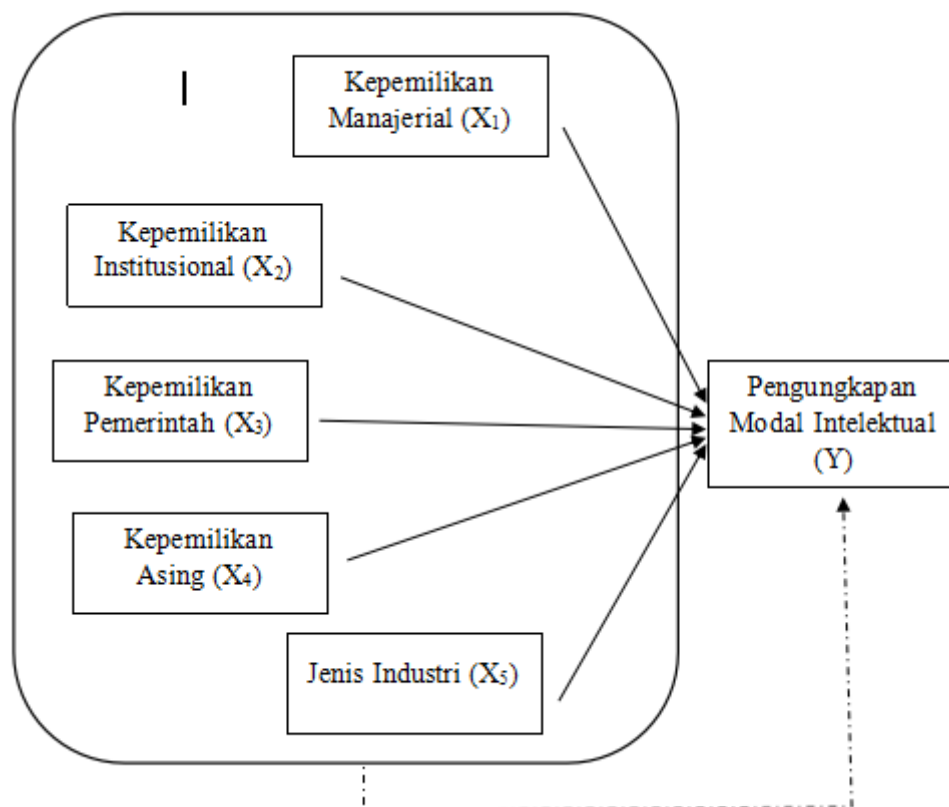 Kepemilikan
Manajerial (X₁)
Kepemilikan
Institusional (X₂)
Kepemilikan
Pemerintah (X₃)
Pengungkapan
Modal Intelektual
(Y)
Kepemilikan
Asing (X₄)
Jenis Industri (X₅)